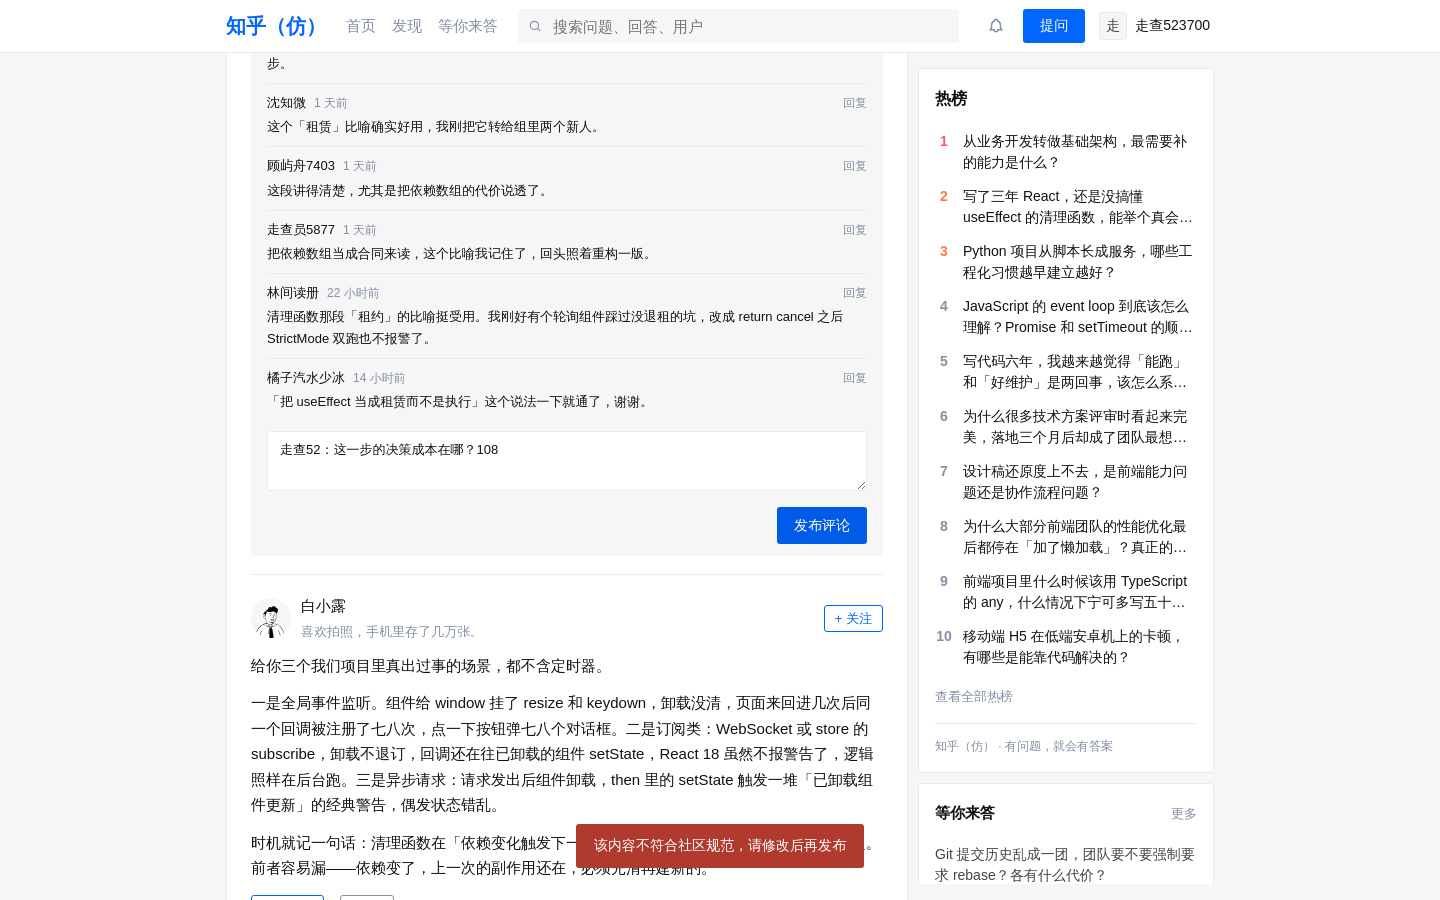 知乎（仿） 首页 发现 等你来答 搜索问题、回答、用户 提问 走 走查523700
步。
沈知微 1 天前 回复
这个「租赁」比喻确实好用，我刚把它转给组里两个新人。
顾屿舟7403 1 天前 回复
这段讲得清楚，尤其是把依赖数组的代价说透了。
走查员5877 1 天前 回复
把依赖数组当成合同来读，这个比喻我记住了，回头照着重构一版。
林间读册 22 小时前 回复
清理函数那段「租约」的比喻挺受用。我刚好有个轮询组件踩过没退租的坑，改成 return cancel 之后
StrictMode 双跑也不报警了。
橘子汽水少冰 14 小时前 回复
「把 useEffect 当成租赁而不是执行」这个说法一下就通了，谢谢。
走查52：这一步的决策成本在哪？108
发布评论
白小露
喜欢拍照，手机里存了几万张。
+ 关注
给你三个我们项目里真出过事的场景，都不含定时器。
一是全局事件监听。组件给 window 挂了 resize 和 keydown，卸载没清，页面来回进几次后同
一个回调被注册了七八次，点一下按钮弹七八个对话框。二是订阅类：WebSocket 或 store 的
subscribe，卸载不退订，回调还在往已卸载的组件 setState，React 18 虽然不报警告了，逻辑
照样在后台跑。三是异步请求：请求发出后组件卸载，then 里的 setState 触发一堆「已卸载组
件更新」的经典警告，偶发状态错乱。
时机就记一句话：清理函数在「依赖变化触发下一
。
前者容易漏——依赖变了，上一次的副作用还在，必须先清再建新的。
该内容不符合社区规范，请修改后再发布
热榜
1 从业务开发转做基础架构，最需要补
的能力是什么？
2 写了三年 React，还是没搞懂
useEffect 的清理函数，能举个真会…
3 Python 项目从脚本长成服务，哪些工
程化习惯越早建立越好？
4 JavaScript 的 event loop 到底该怎么
理解？Promise 和 setTimeout 的顺…
5 写代码六年，我越来越觉得「能跑」
和「好维护」是两回事，该怎么系…
6 为什么很多技术方案评审时看起来完
美，落地三个月后却成了团队最想…
7 设计稿还原度上不去，是前端能力问
题还是协作流程问题？
8 为什么大部分前端团队的性能优化最
后都停在「加了懒加载」？真正的…
9 前端项目里什么时候该用 TypeScript
的 any，什么情况下宁可多写五十…
10 移动端 H5 在低端安卓机上的卡顿，
有哪些是能靠代码解决的？
查看全部热榜
知乎（仿） · 有问题，就会有答案
等你来答 更多
Git 提交历史乱成一团，团队要不要强制要
求 rebase？各有什么代价？